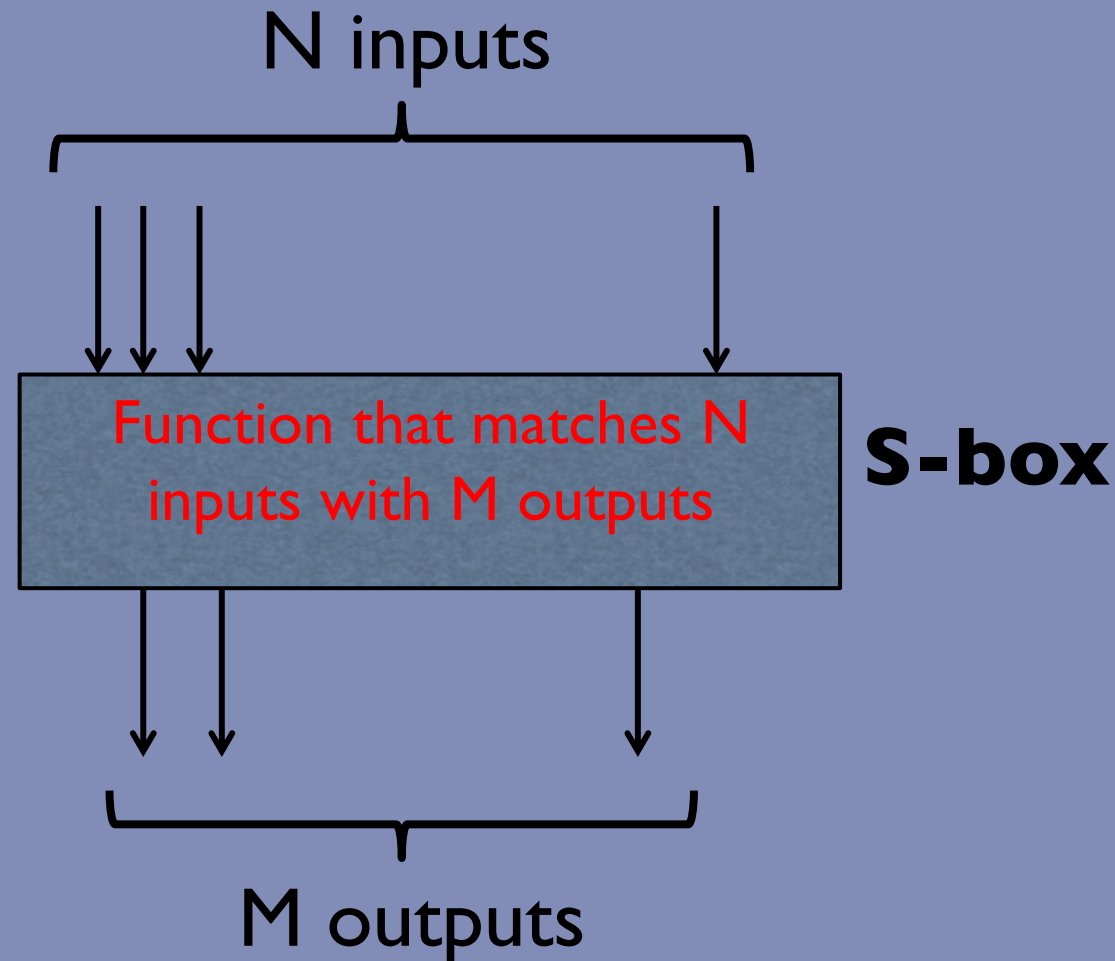 N inputs
Function that matches N
inputs with M outputs
S-box
M outputs